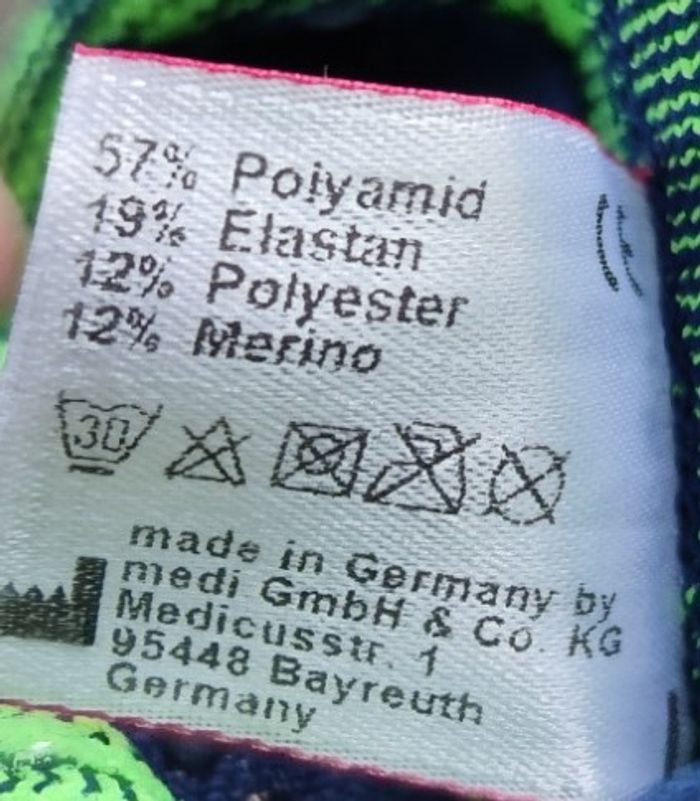 57% Polyamid
19% Elastan
12% Polyester
12% Merino
30
made in Germany by
medi GmbH & Co. KG
Medicusstr. 1
95448 Bayreuth
Germany